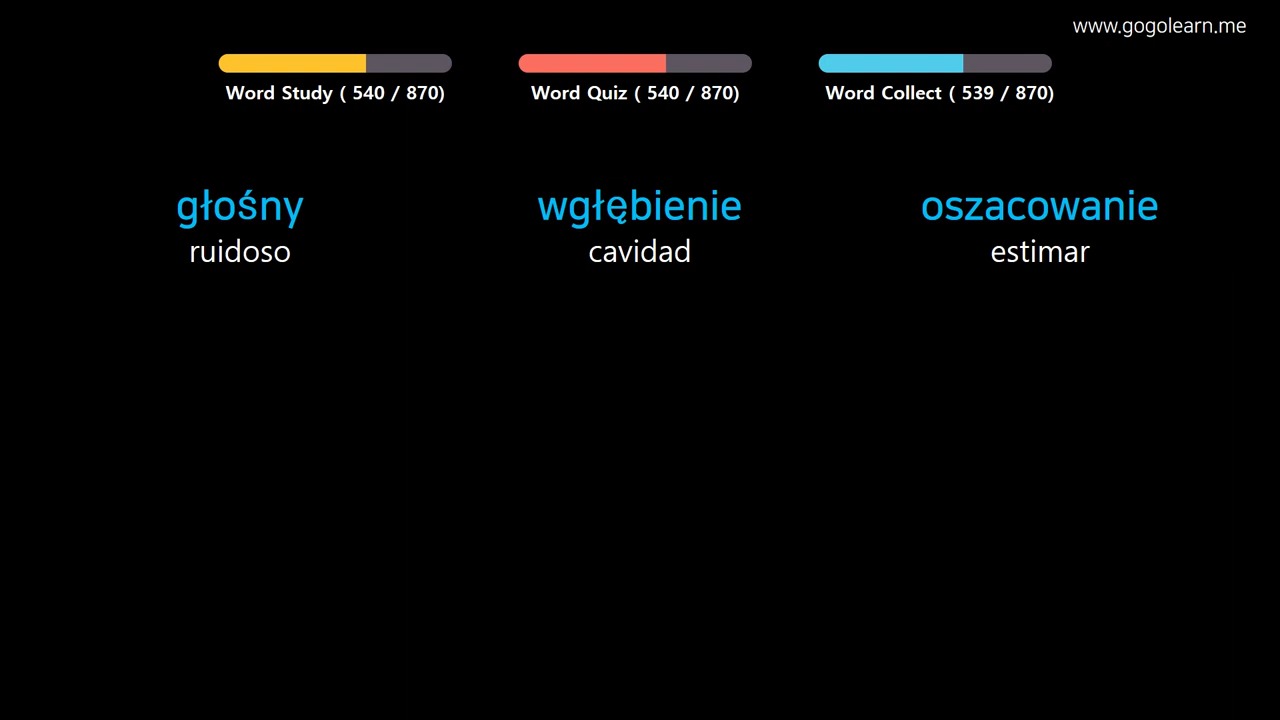 www.gogolearn.me
Word Study ( 540 / 870)
Word Quiz ( 540 / 870)
Word Collect ( 539 / 870)
głośny
ruidoso
wgłębienie
cavidad
oszacowanie
estimar